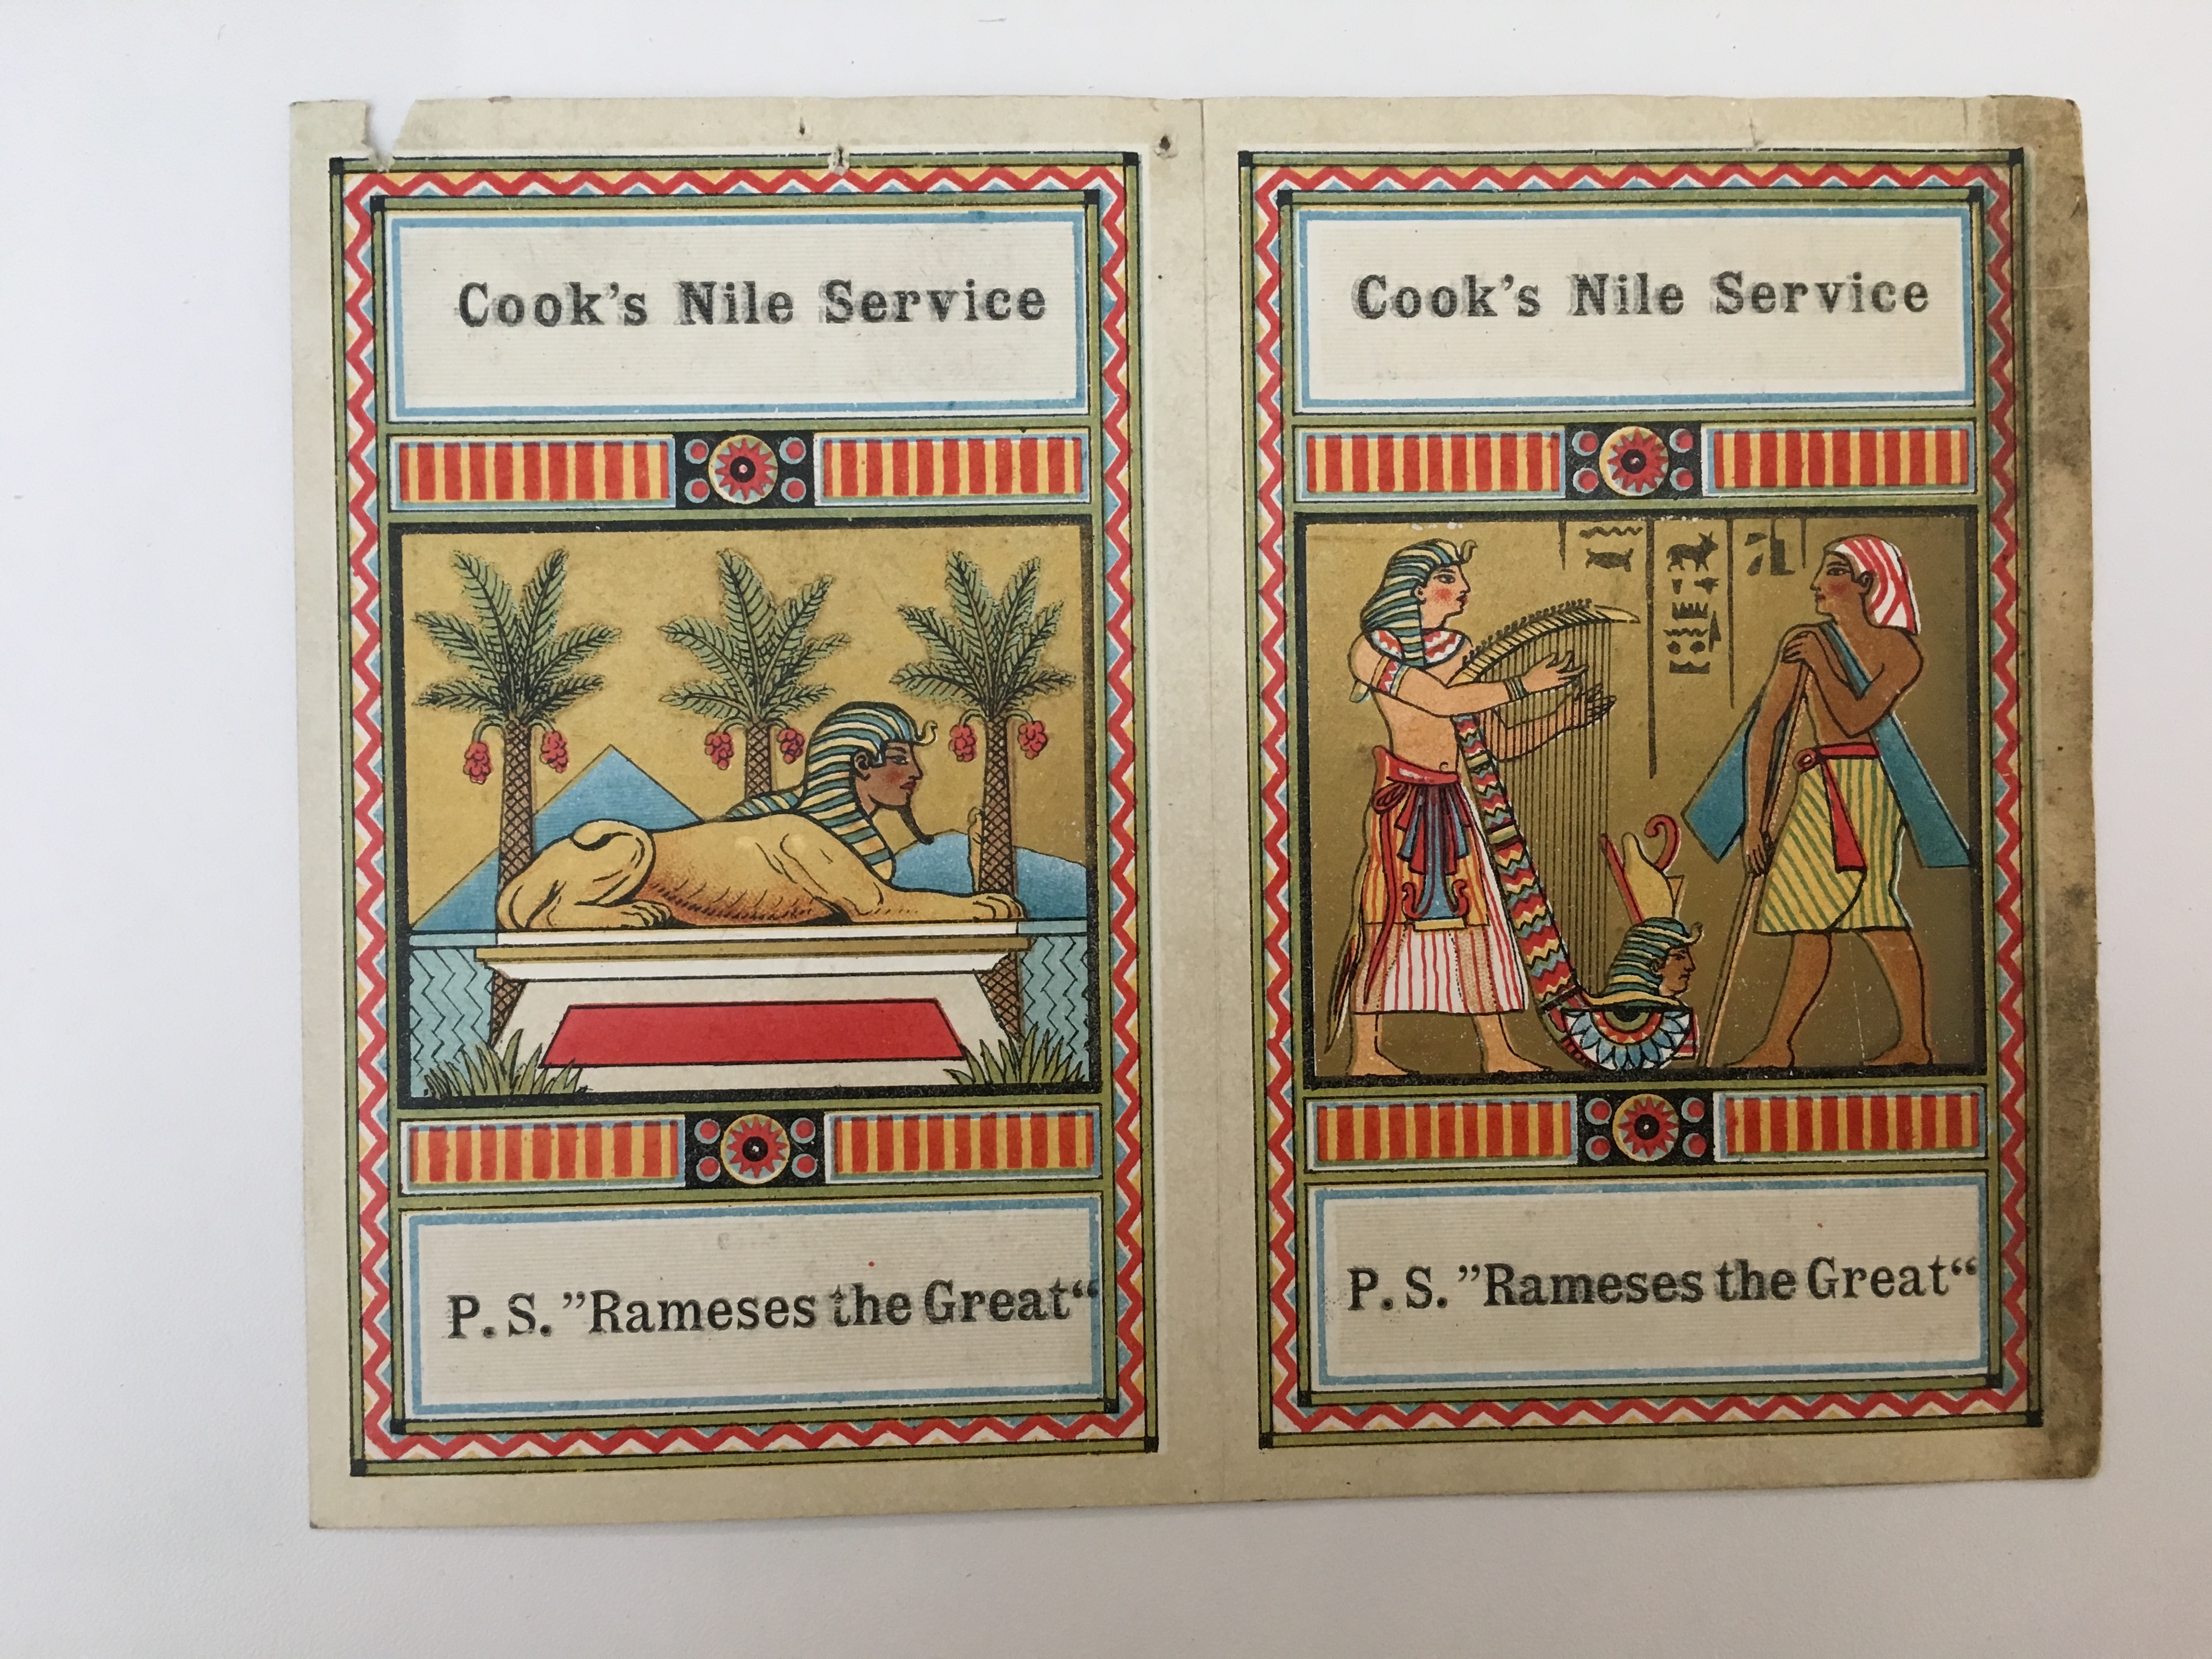 Cook's Nile Service
P. S. ”Rameses the Great“
Cook's Nile Service
P. S. ”Rameses the Great“